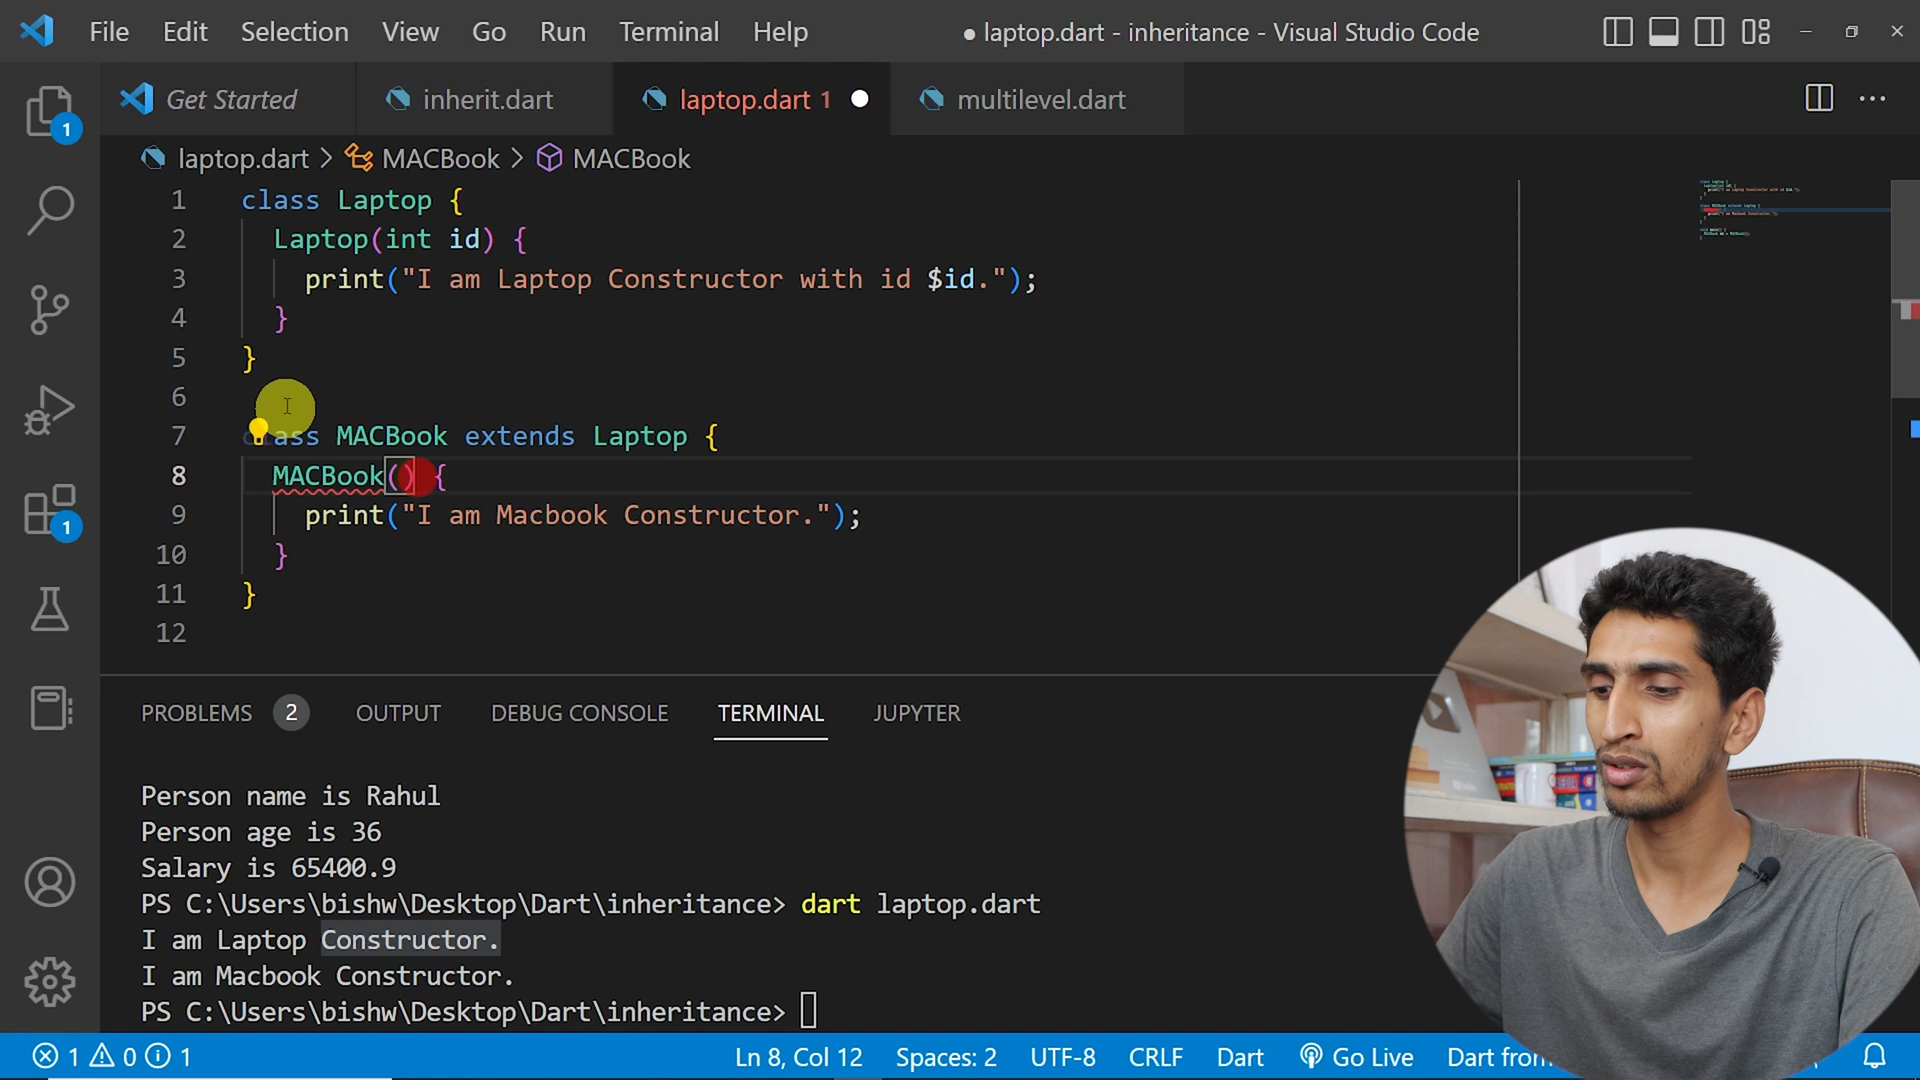 File Edit Selection View Go Run Terminal Help ● laptop.dart - inheritance - Visual Studio Code
Get Started inherit.dart laptop.dart 1 multilevel.dart
laptop.dart > MACBook > MACBook
1 class Laptop {
2 Laptop(int id) {
3 print("I am Laptop Constructor with id $id.");
4 }
5 }
6
7 class MACBook extends Laptop {
8 MACBook() {
9 print("I am Macbook Constructor.");
10 }
11 }
12
PROBLEMS 2 OUTPUT DEBUG CONSOLE TERMINAL JUPYTER
Person name is Rahul
Person age is 36
Salary is 65400.9
PS C:\Users\bishw\Desktop\Dart\inheritance> dart laptop.dart
I am Laptop Constructor.
I am Macbook Constructor.
PS C:\Users\bishw\Desktop\Dart\inheritance>
1 0 1 Ln 8, Col 12 Spaces: 2 UTF-8 CRLF Dart Go Live Dart
1
1